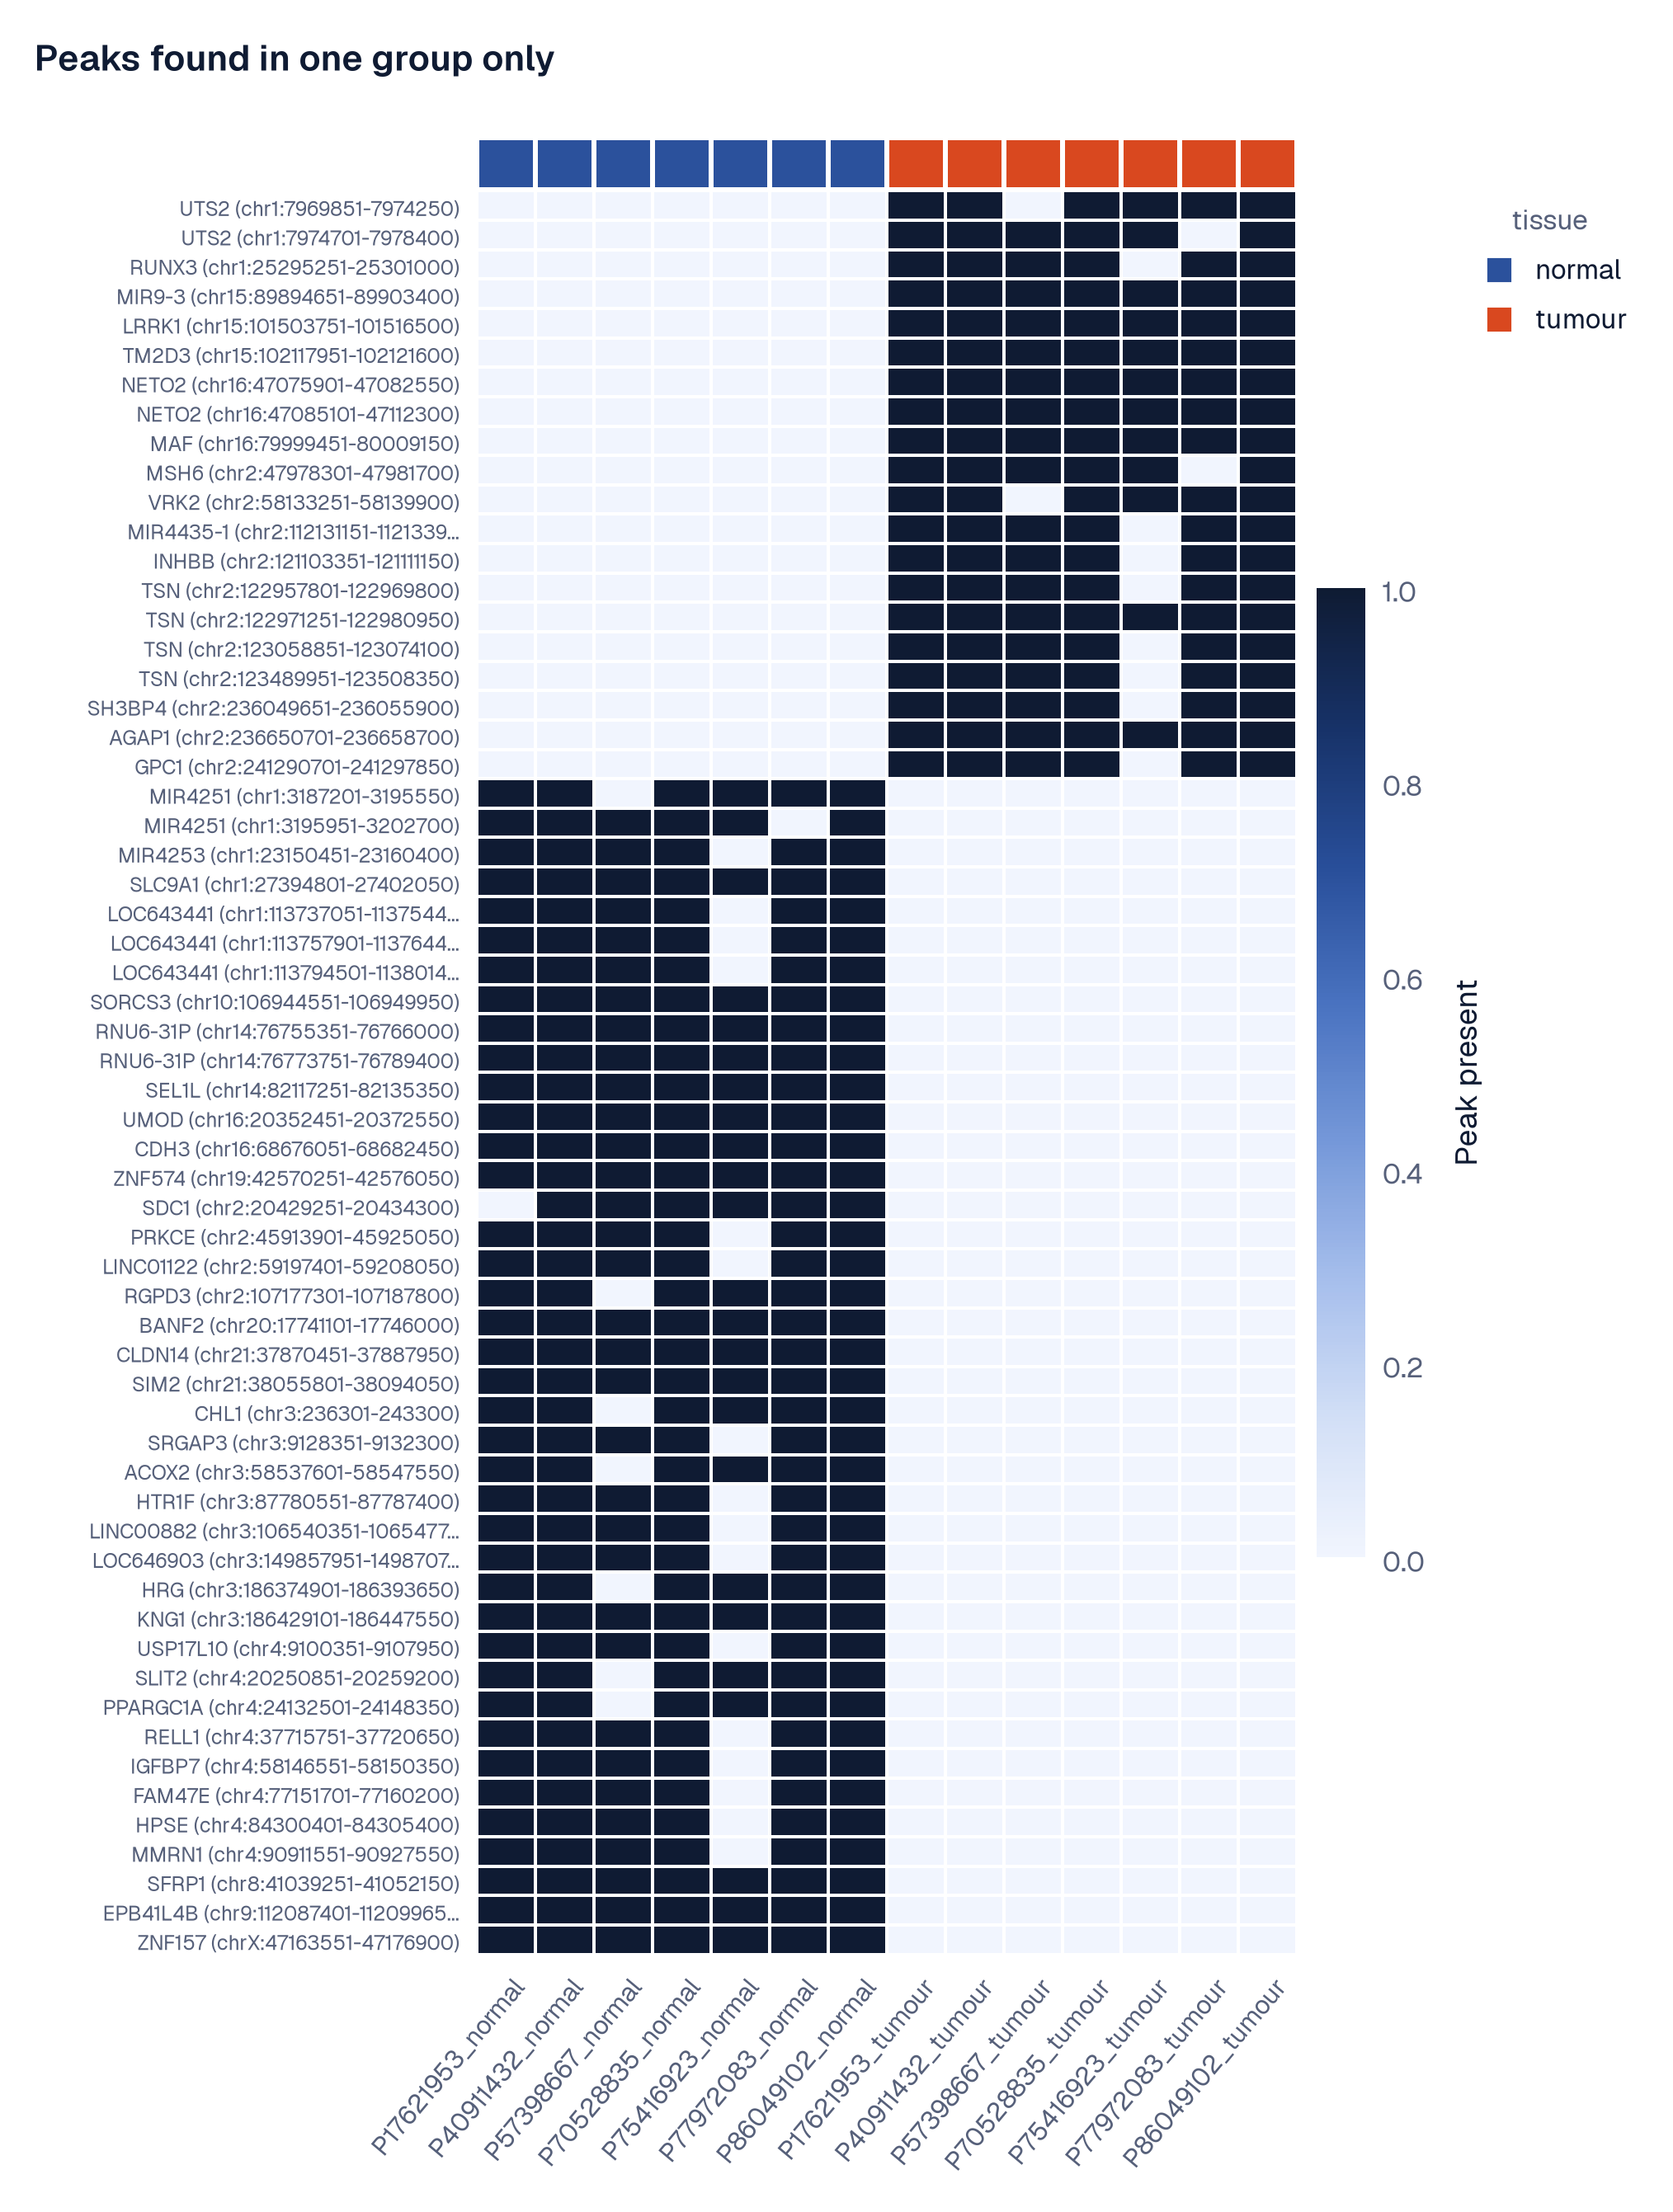 Peaks found in one group only
tissue
normal
tumour
UTS2 (chr1:7969851-7974250)
UTS2 (chr1:7974701-7978400)
RUNX3 (chr1:25295251-25301000)
MIR9-3 (chr15:89894651-89903400)
LRRK1 (chr15:101503751-101516500)
TM2D3 (chr15:102117951-102121600)
NETO2 (chr16:47075901-47082550)
NETO2 (chr16:47085101-47112300)
MAF (chr16:79999451-80009150)
MSH6 (chr2:47978301-47981700)
VRK2 (chr2:58133251-58139900)
MIR4435-1 (chr2:112131151-1121339...
INHBB (chr2:121103351-121111150)
TSN (chr2:122957801-122969800)
TSN (chr2:122971251-122980950)
TSN (chr2:123058851-123074100)
TSN (chr2:123489951-123508350)
SH3BP4 (chr2:236049651-236055900)
AGAP1 (chr2:236650701-236658700)
GPC1 (chr2:241290701-241297850)
MIR4251 (chr1:3187201-3195550)
MIR4251 (chr1:3195951-3202700)
MIR4253 (chr1:23150451-23160400)
SLC9A1 (chr1:27394801-27402050)
LOC643441 (chr1:113737051-1137544...
LOC643441 (chr1:113757901-1137644...
LOC643441 (chr1:113794501-1138014...
SORCS3 (chr10:106944551-106949950)
RNU6-31P (chr14:76755351-76766000)
RNU6-31P (chr14:76773751-76789400)
SEL1L (chr14:82117251-82135350)
UMOD (chr16:20352451-20372550)
CDH3 (chr16:68676051-68682450)
ZNF574 (chr19:42570251-42576050)
SDC1 (chr2:20429251-20434300)
PRKCE (chr2:45913901-45925050)
LINC01122 (chr2:59197401-59208050)
RGPD3 (chr2:107177301-107187800)
BANF2 (chr20:17741101-17746000)
CLDN14 (chr21:37870451-37887950)
SIM2 (chr21:38055801-38094050)
CHL1 (chr3:236301-243300)
SRGAP3 (chr3:9128351-9132300)
ACOX2 (chr3:58537601-58547550)
HTR1F (chr3:87780551-87787400)
LINC00882 (chr3:106540351-1065477...
LOC646903 (chr3:149857951-1498707...
HRG (chr3:186374901-186393650)
KNG1 (chr3:186429101-186447550)
USP17L10 (chr4:9100351-9107950)
SLIT2 (chr4:20250851-20259200)
PPARGC1A (chr4:24132501-24148350)
RELL1 (chr4:37715751-37720650)
IGFBP7 (chr4:58146551-58150350)
FAM47E (chr4:77151701-77160200)
HPSE (chr4:84300401-84305400)
MMRN1 (chr4:90911551-90927550)
SFRP1 (chr8:41039251-41052150)
EPB41L4B (chr9:112087401-11209965...
ZNF157 (chrX:47163551-47176900)
1.0
0.8
0.6
0.4
0.2
0.0
Peak present
P17621953_normal
P40911432_normal
P57398667_normal
P70528835_normal
P75416923_normal
P77972083_normal
P86049102_normal
P17621953_tumour
P40911432_tumour
P57398667_tumour
P70528835_tumour
P75416923_tumour
P77972083_tumour
P86049102_tumour